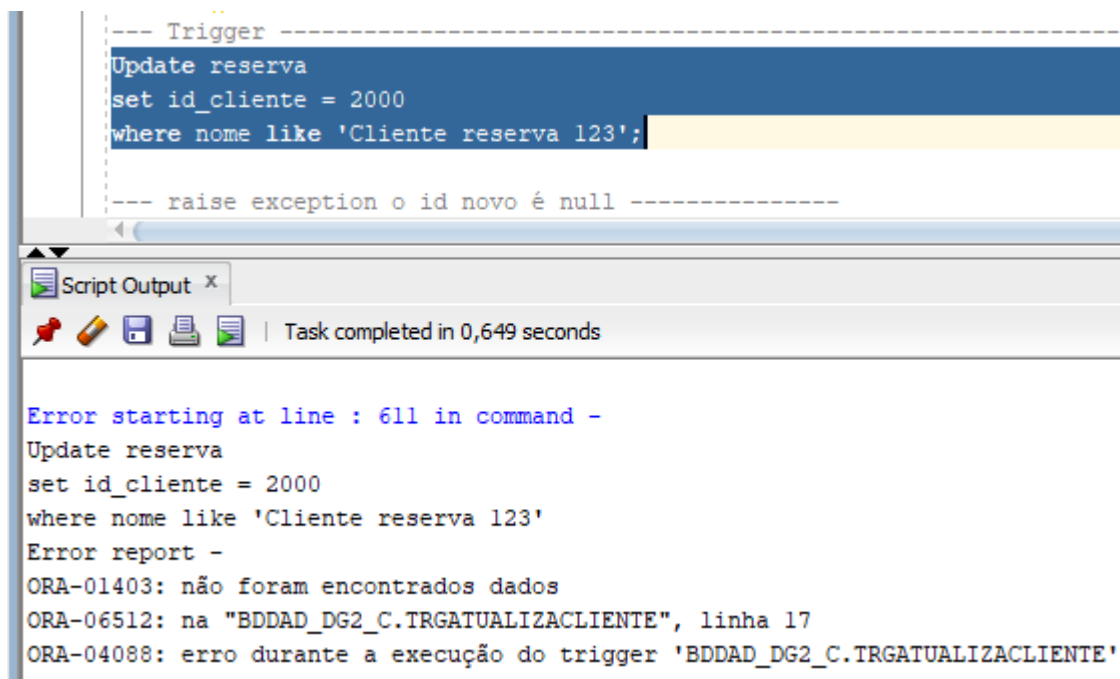 --- Trigger ------------------------------------------------------------
Update reserva
set id_cliente = 2000
where nome like 'Cliente reserva 123';
--- raise exception o id novo é null ---------------
Script Output x
Task completed in 0,649 seconds
Error starting at line : 611 in command -
Update reserva
set id_cliente = 2000
where nome like 'Cliente reserva 123'
Error report -
ORA-01403: não foram encontrados dados
ORA-06512: na "BDDAD_DG2_C.TRGATUALIZACLIENTE", linha 17
ORA-04088: erro durante a execução do trigger 'BDDAD_DG2_C.TRGATUALIZACLIENTE'